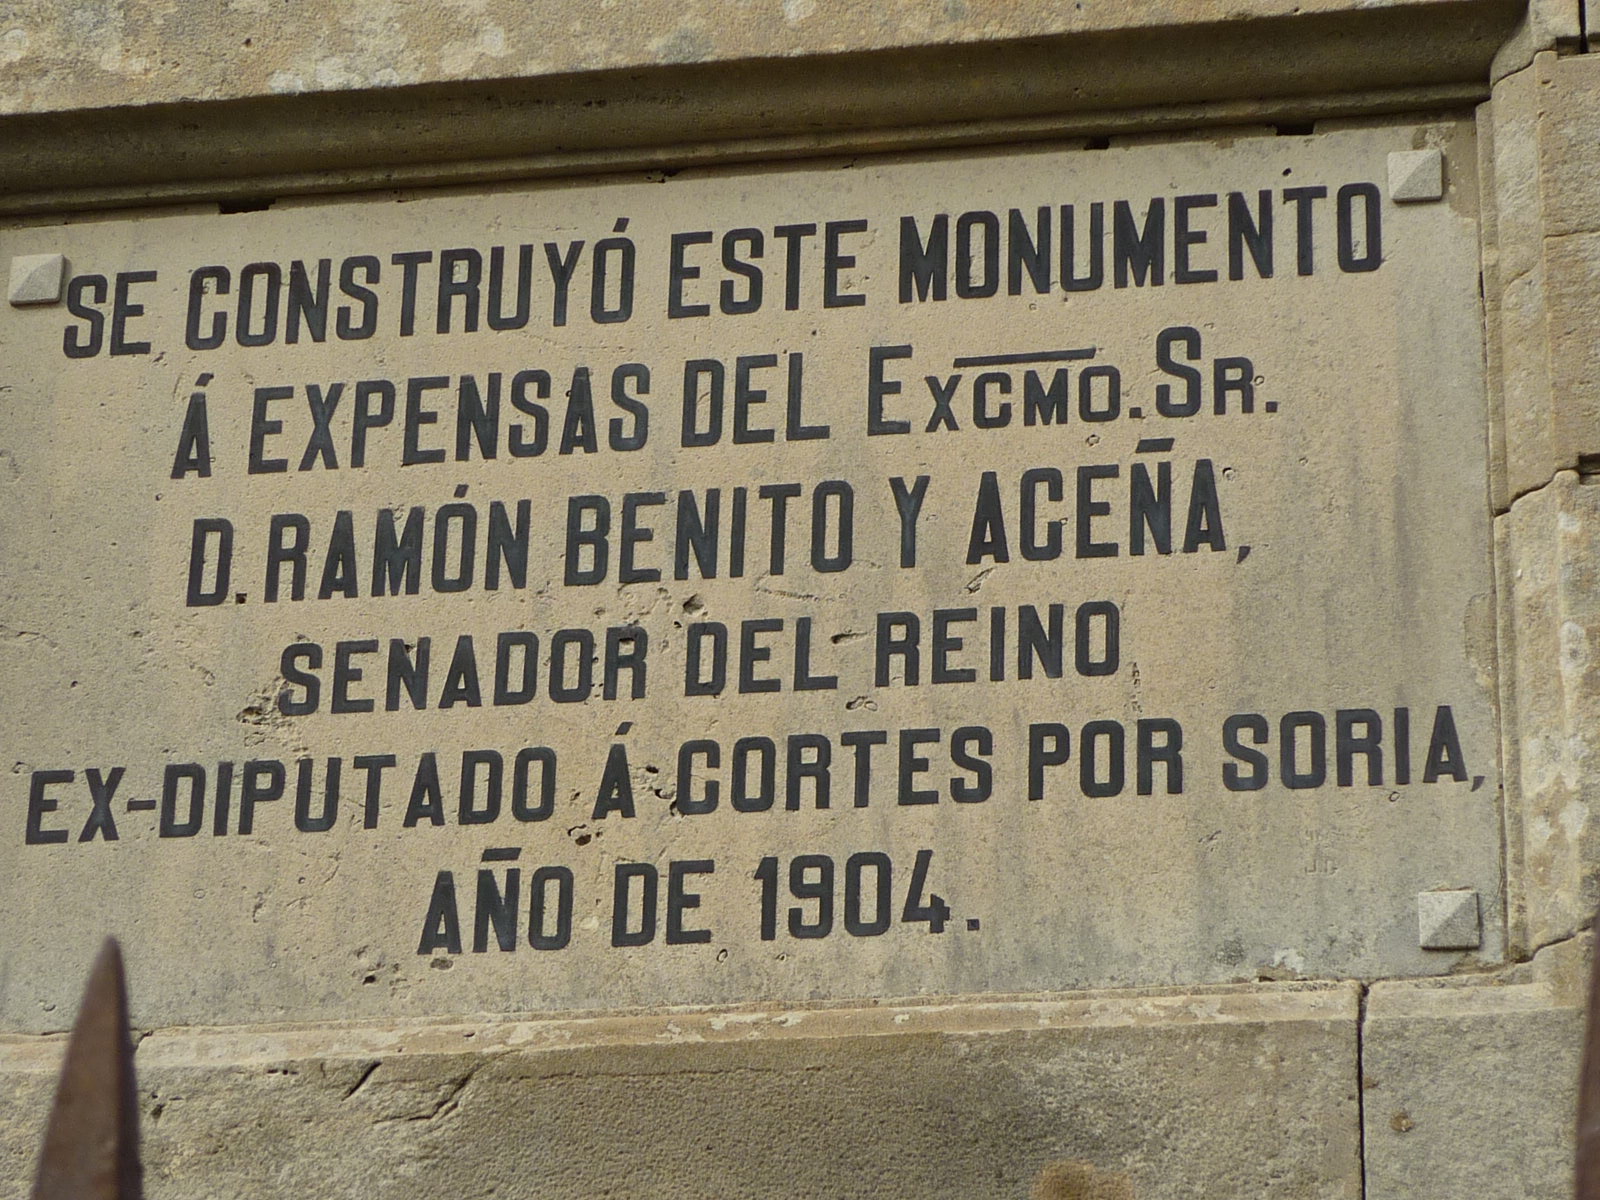 SE CONSTRUYÓ ESTE MONUMENTO
Á EXPENSAS DEL EXCMO. SR.
D. RAMÓN BENITO Y ACEÑA,
SENADOR DEL REINO
EX-DIPUTADO Á CORTES POR SORIA,
AÑO DE 1904.